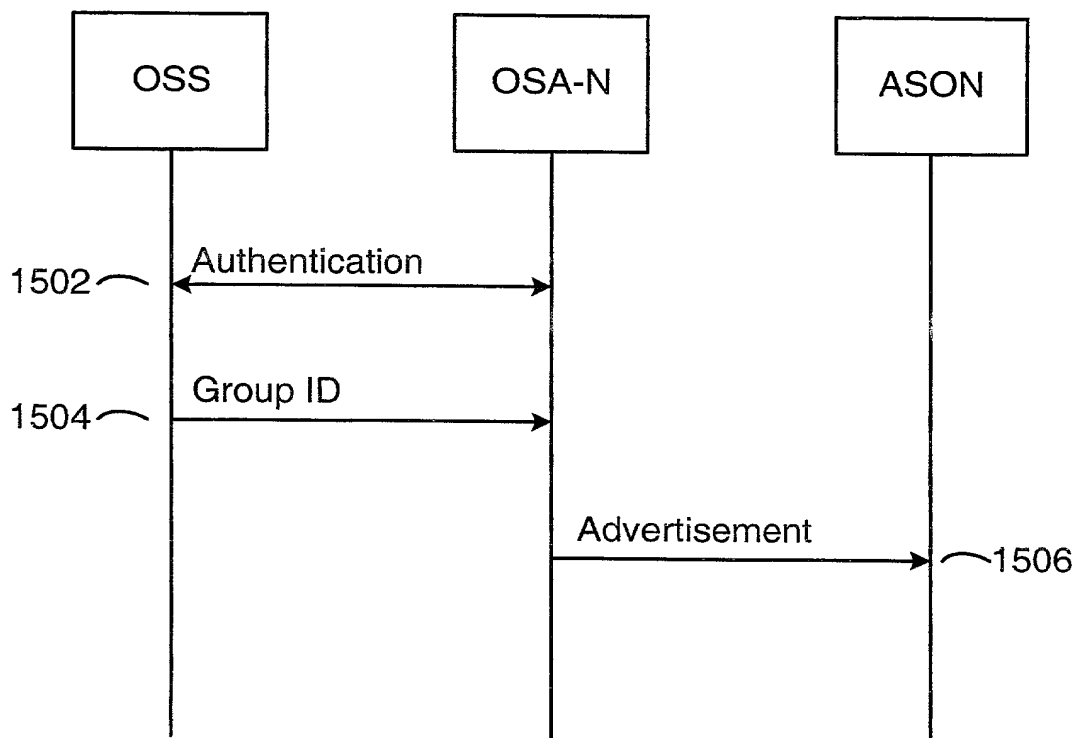 OSS
OSA-N
ASON
Authentication
1502
Group ID
1504
Advertisement
1506